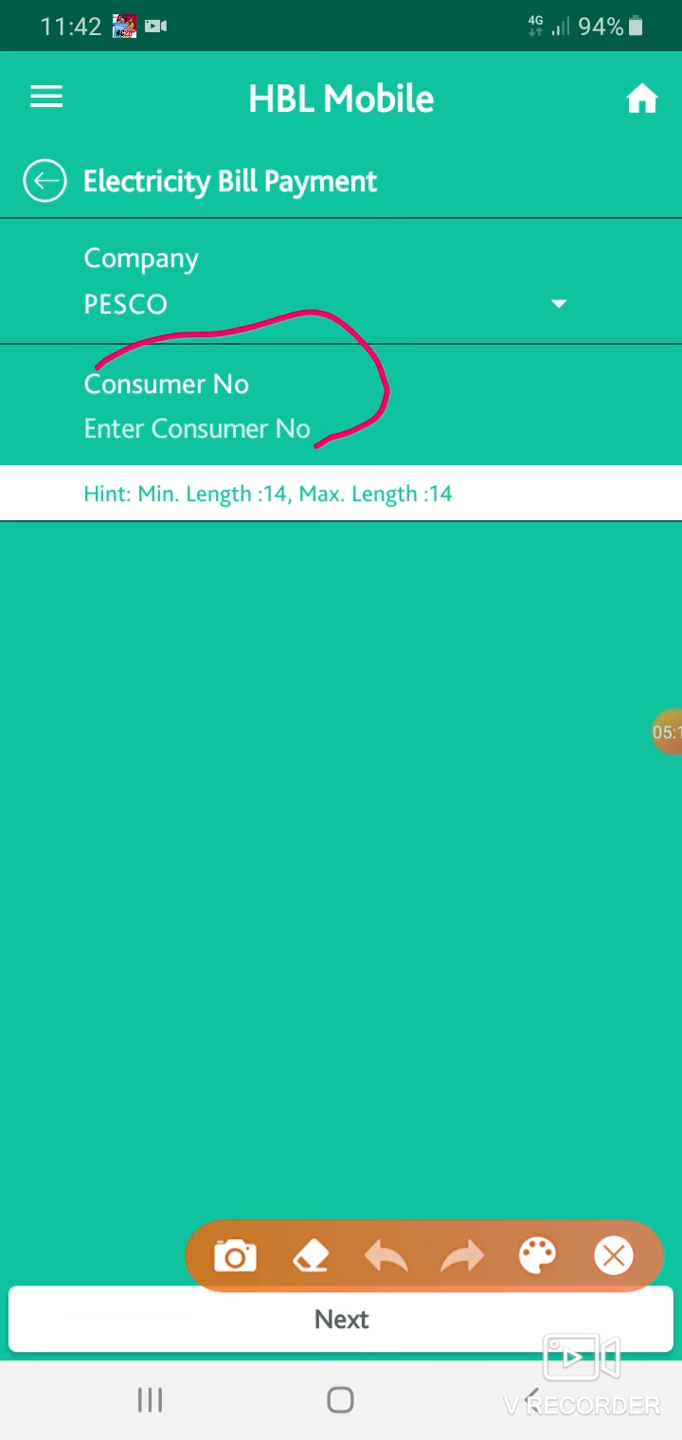 11:42 4G 94%
HBL Mobile
Electricity Bill Payment
Company
PESCO
Consumer No
Enter Consumer No
Hint: Min. Length :14, Max. Length :14
Next
V RECORDER